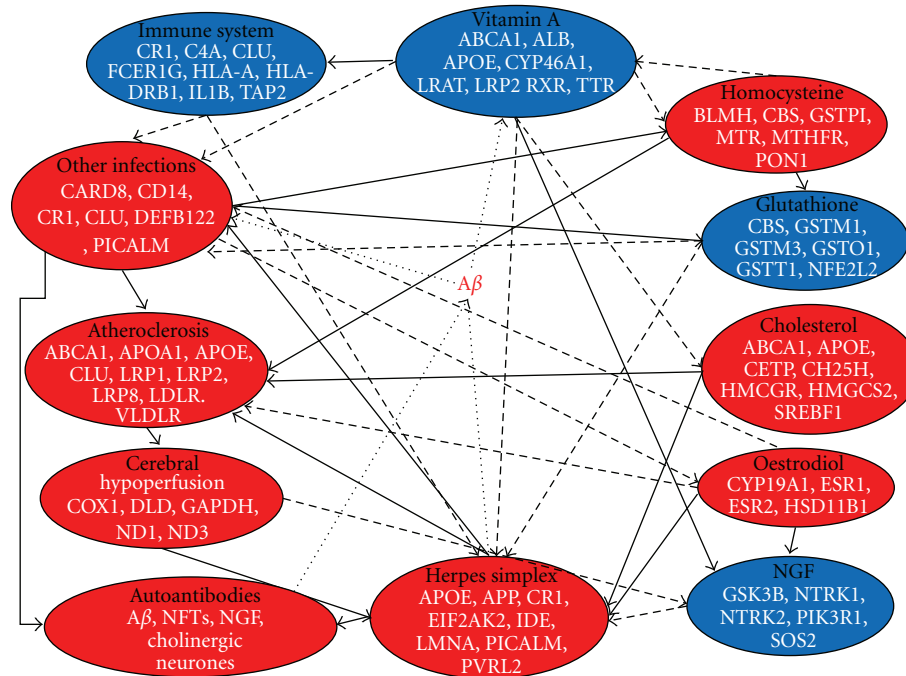 Immune system
CR1, C4A, CLU,
FCER1G, HLA-A, HLA-
DRB1, IL1B, TAP2
Vitamin A
ABCA1, ALB,
APOE, CYP46A1,
LRAT, LRP2 RXR, TTR
Homocysteine
BLMH, CBS, GSTPI,
MTR, MTHFR,
PON1
Other infections
CARD8, CD14,
CR1, CLU, DEFB122
, PICALM
Glutathione
CBS, GSTM1,
GSTM3, GSTO1,
GSTT1, NFE2L2
Aβ
Atheroclerosis
ABCA1, APOA1, APOE,
CLU, LRP1, LRP2,
LRP8, LDLR.
VLDLR
Cholesterol
ABCA1, APOE,
CETP, CH25H,
HMCGR, HMGCS2,
SREBF1
Cerebral
hypoperfusion
COX1, DLD, GAPDH,
ND1, ND3
Oestrodiol
CYP19A1, ESR1,
ESR2, HSD11B1
Autoantibodies
Aβ, NFTs, NGF,
cholinergic
neurones
Herpes simplex
APOE, APP, CR1,
EIF2AK2, IDE,
LMNA, PICALM,
PVRL2
NGF
GSK3B, NTRK1,
NTRK2, PIK3R1,
SOS2